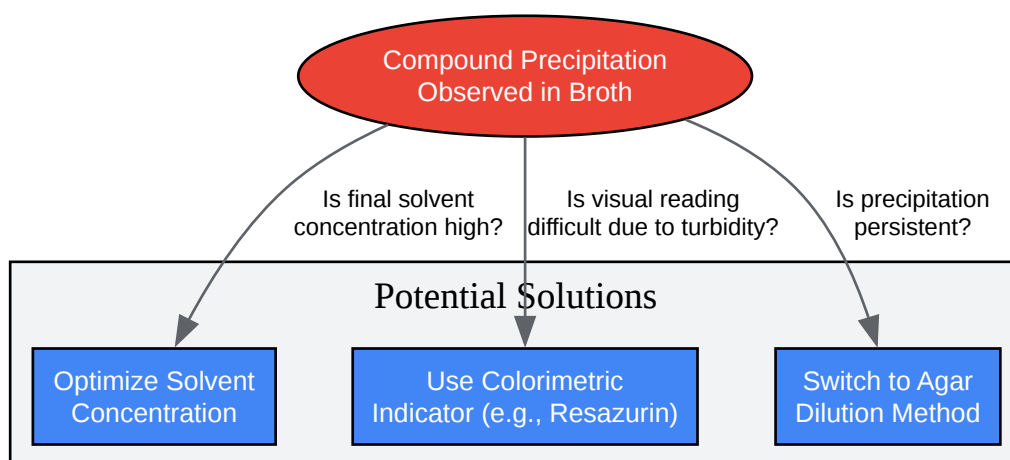 Compound Precipitation
Observed in Broth
Is final solvent
concentration high?
Is visual reading
difficult due to turbidity?
Is precipitation
persistent?
Potential Solutions
Optimize Solvent
Concentration
Use Colorimetric
Indicator (e.g., Resazurin)
Switch to Agar
Dilution Method